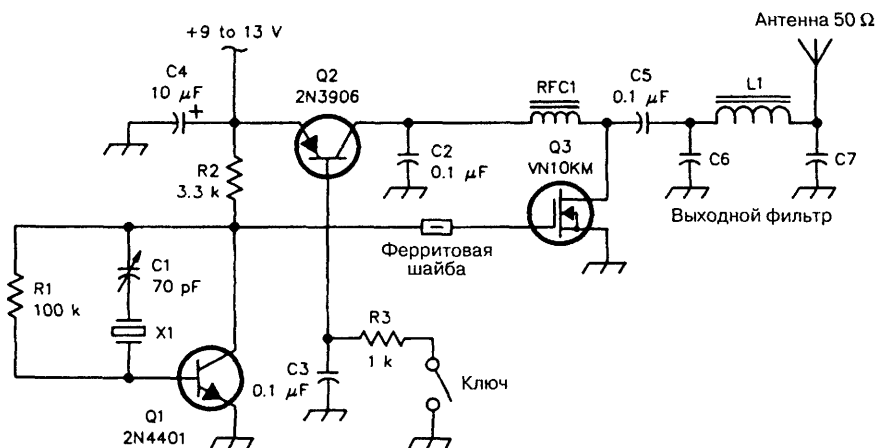 Антенна 50 Ω
+9 to 13 V
C4
10 µF
+
Q2
2N3906
RFC1
C5
0.1 µF
L1
R2
3.3 k
C2
0.1 µF
Q3
VN10KM
C6
C7
Выходной фильтр
Ферритовая
шайба
R1
100 k
C1
70 pF
X1
R3
1 k
C3
0.1 µF
Ключ
Q1
2N4401